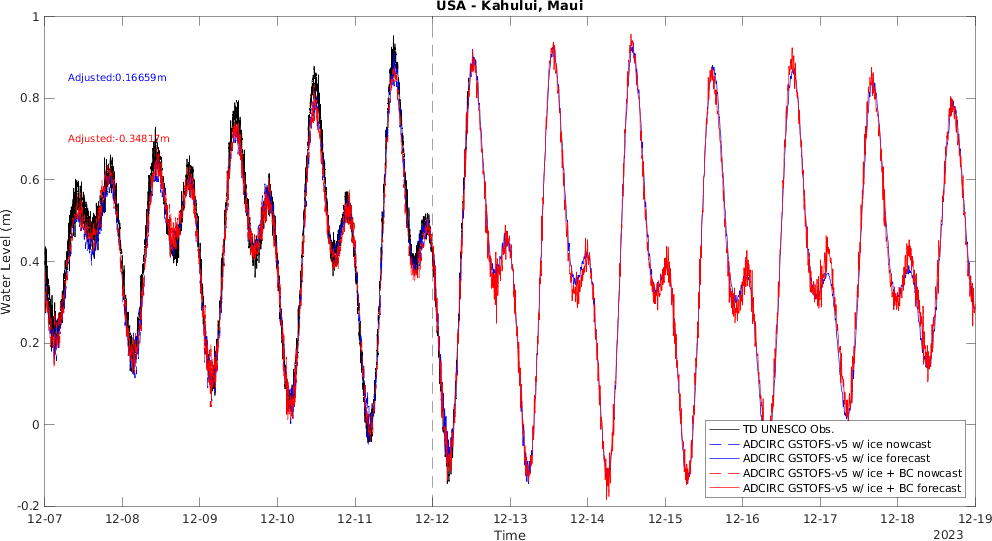 USA - Kahului, Maui
1
0.8
0.6
0.4
0.2
0
-0.2
Water Level (m)
Adjusted:0.16659m
Adjusted:-0.34817m
TD UNESCO Obs.
ADCIRC GSTOFS-v5 w/ ice nowcast
ADCIRC GSTOFS-v5 w/ ice forecast
ADCIRC GSTOFS-v5 w/ ice + BC nowcast
ADCIRC GSTOFS-v5 w/ ice + BC forecast
12-07 12-08 12-09 12-10 12-11 12-12 12-13 12-14 12-15 12-16 12-17 12-18 12-19
Time
2023